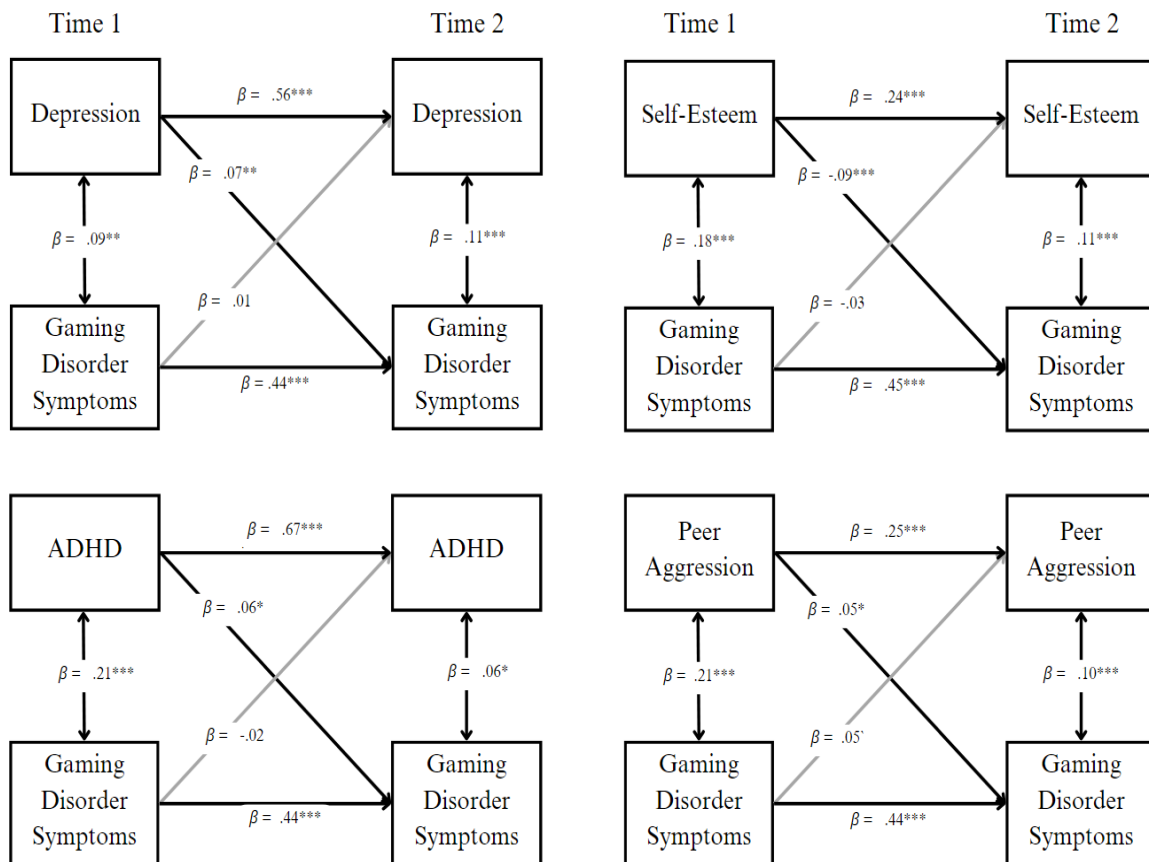 Time 1
Time 2
Depression
β = .56***
Depression
β = .07**
β = .09**
β = .11***
β = .01
Gaming
Disorder
Symptoms
β = .44***
Gaming
Disorder
Symptoms
Time 1
Time 2
Self-Esteem
β = .24***
Self-Esteem
β = -.09***
β = .18***
β = .11***
β = -.03
Gaming
Disorder
Symptoms
β = .45***
Gaming
Disorder
Symptoms
ADHD
β = .67***
ADHD
β = .06*
β = .21***
β = .06*
β = -.02
Gaming
Disorder
Symptoms
β = .44***
Gaming
Disorder
Symptoms
Peer
Aggression
β = .25***
Peer
Aggression
β = .05*
β = .21***
β = .10***
β = .05`
Gaming
Disorder
Symptoms
β = .44***
Gaming
Disorder
Symptoms